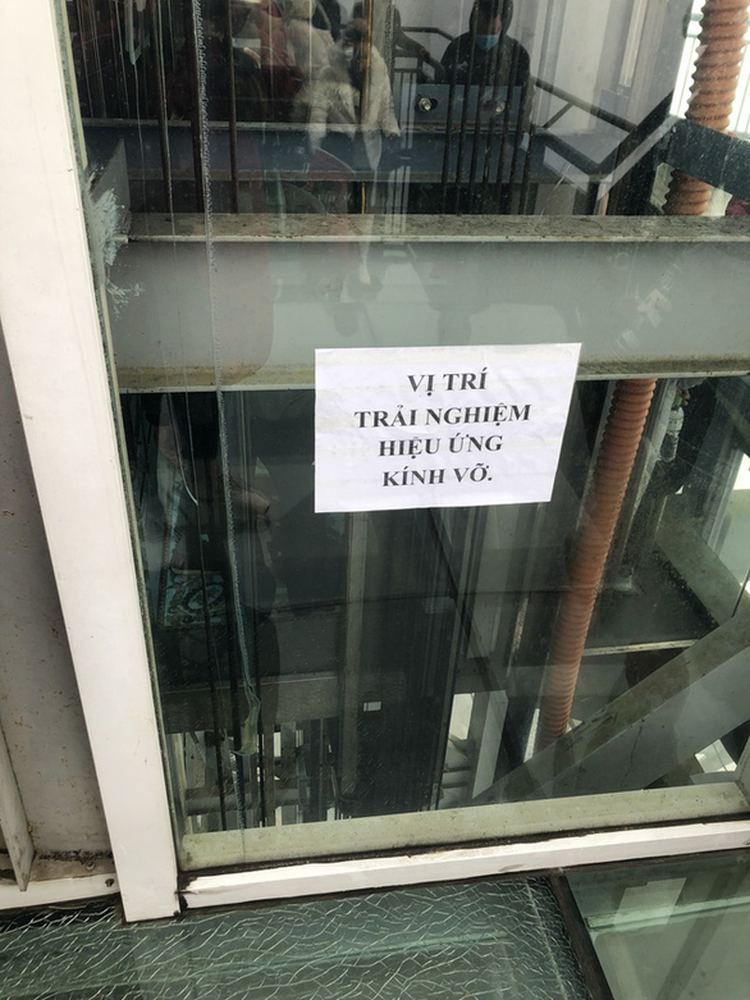 VỊ TRÍ
TRẢI NGHIỆM
HIỆU ỨNG
KÍNH VỠ.